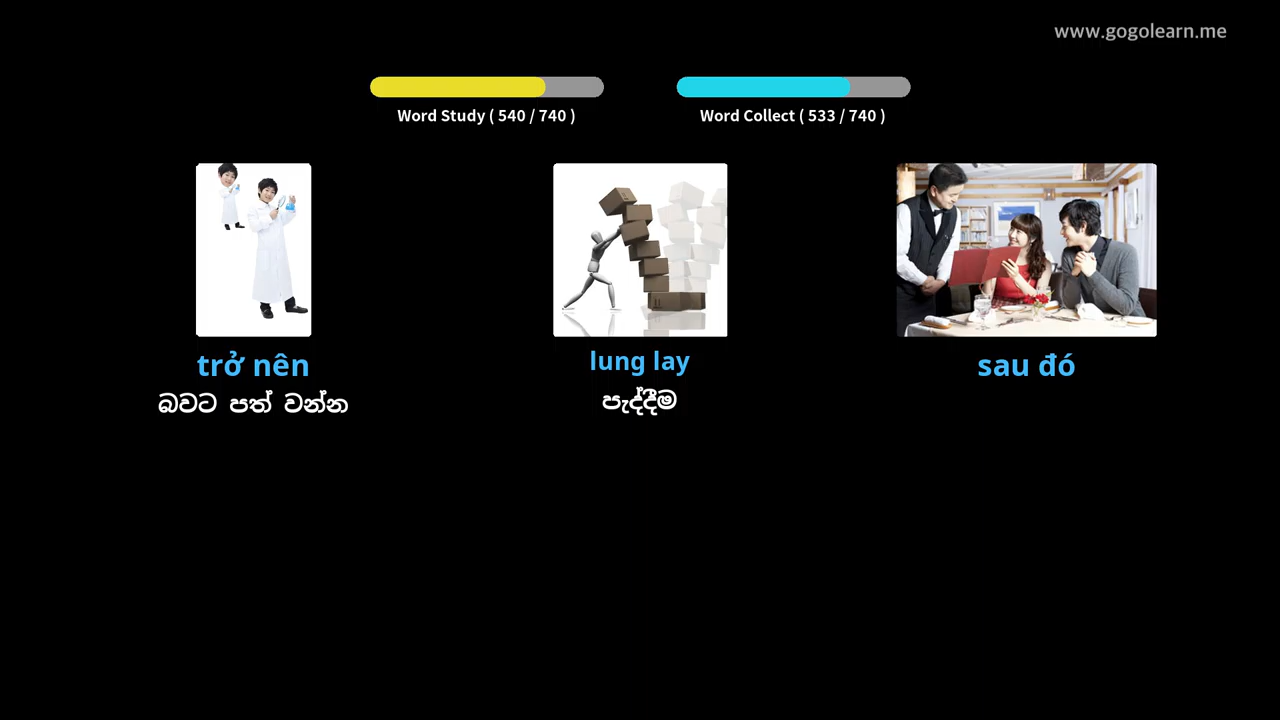 www.gogolearn.me
Word Study ( 540 / 740 )
Word Collect ( 533 / 740 )
trở nên
lung lay
sau đó
බවට පත් වන්න
පැද්දීම